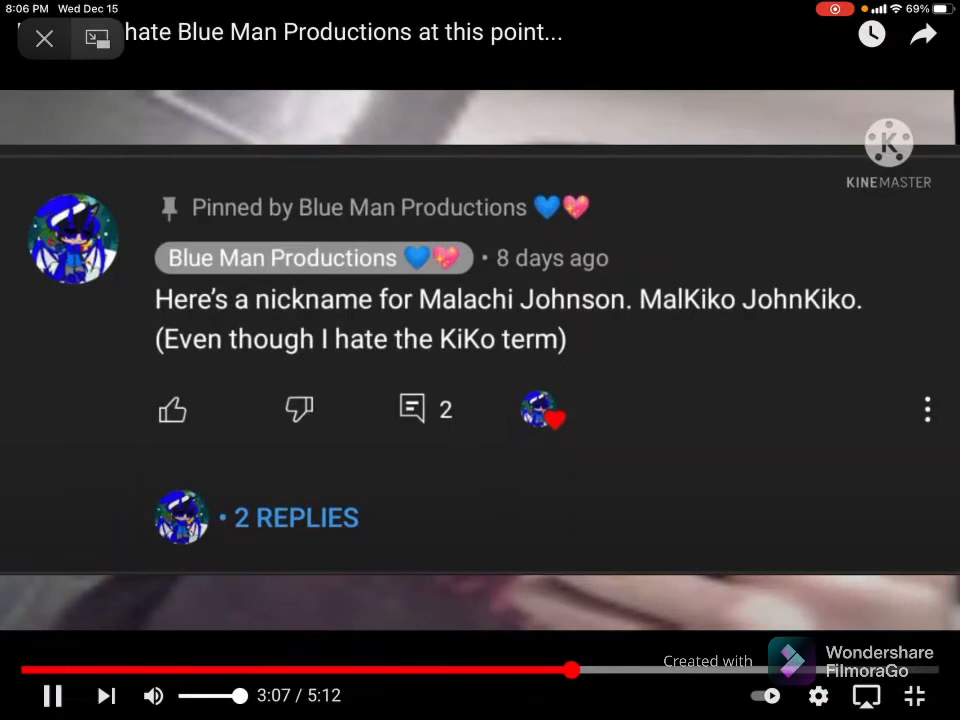 8:06 PM Wed Dec 15
69%
hate Blue Man Productions at this point...
K
KINEMASTER
Pinned by Blue Man Productions 💙💖
Blue Man Productions 💙💖 • 8 days ago
Here's a nickname for Malachi Johnson. MalKiko JohnKiko.
(Even though I hate the KiKo term)
2
• 2 REPLIES
Created with
Wondershare
FilmoraGo
3:07 / 5:12